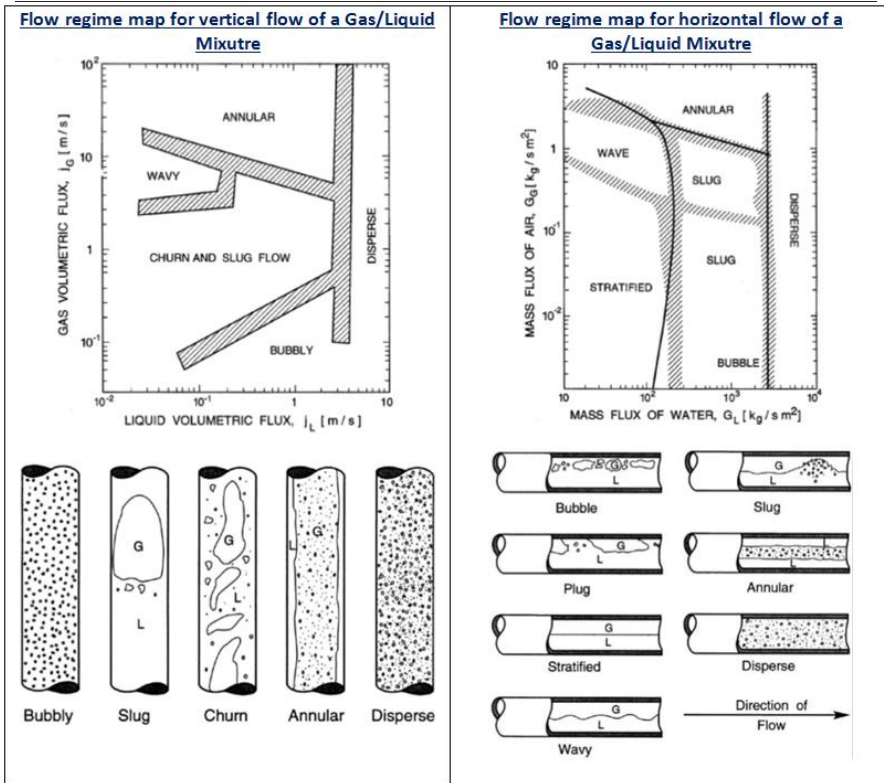 Flow regime map for vertical flow of a Gas/Liquid
Mixutre
GAS VOLUMETRIC FLUX, jG [m/s]
10²
10
1
10⁻¹
ANNULAR
WAVY
CHURN AND SLUG FLOW
BUBBLY
DISPERSE
10⁻² 10⁻¹ 1 10
LIQUID VOLUMETRIC FLUX, jL [m/s]
G
L
G
L
L
G
Bubbly Slug Churn Annular Disperse
Flow regime map for horizontal flow of a
Gas/Liquid Mixutre
MASS FLUX OF AIR, GG [kg/s m²]
10
1
10⁻¹
10⁻²
ANNULAR
WAVE
SLUG
SLUG
STRATIFIED
BUBBLE
DISPERSE
10 10² 10³ 10⁴
MASS FLUX OF WATER, GL [kg/s m²]
G
L
Bubble
G
L
Slug
G
L
Plug
L
G
L
Annular
G
L
Stratified
Disperse
G
L
Wavy
Direction of
Flow